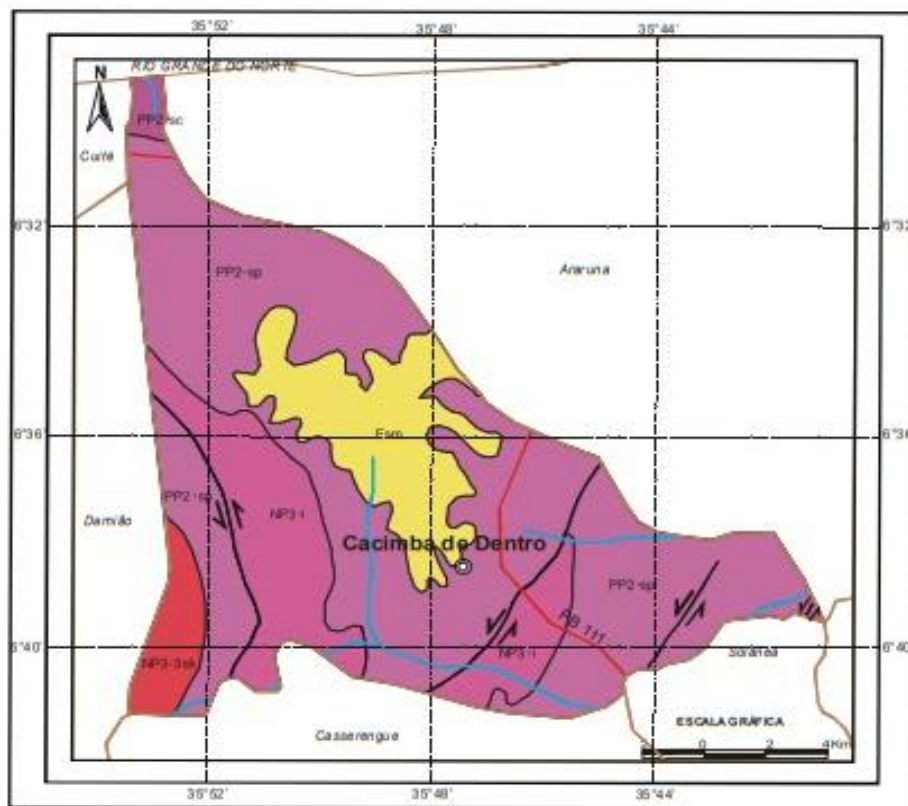 35°52' 35°48' 35°44'
RIO GRANDE DO NORTE
N
PP2-sc
Cuité
6°32' 6°32'
PP2-sp
Araruna
Esm
6°36' 6°36'
PP2-sp
NP3-i
Damião
Cacimba de Dentro
PP2-sp
PB 111
6°40' 6°40'
NP3-3sk
NP3-i
Solânea
ESCALA GRÁFICA
Casserengue
0 2 4Km
35°52' 35°48' 35°44'